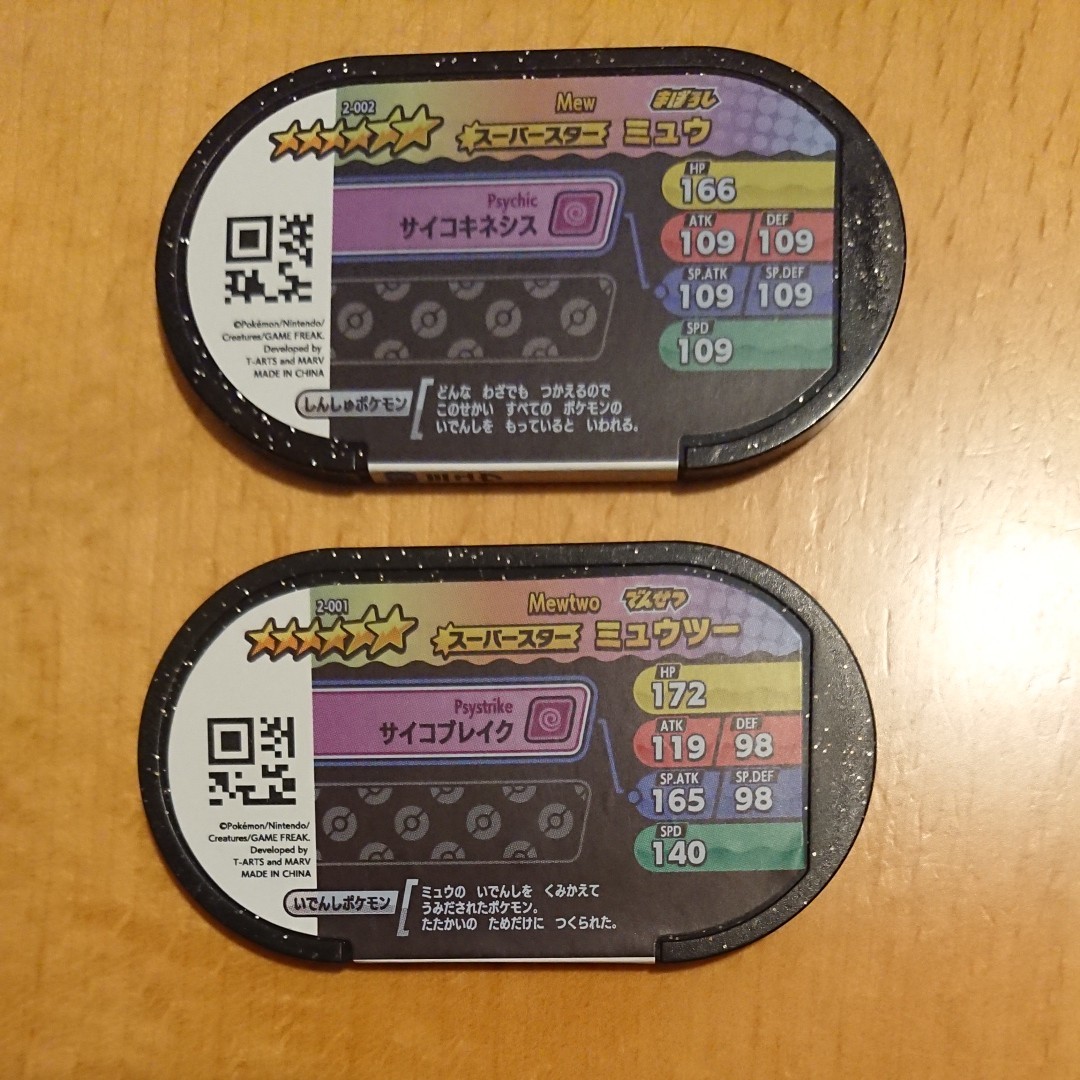 2-002
Mew
まぼろし
スーパースター ミュウ
HP
166
Psychic
サイコキネシス
ATK
109
DEF
109
SP.ATK
109
SP.DEF
109
SPD
109
©Pokémon/Nintendo/
Creatures/GAME FREAK.
Developed by
T-ARTS and MARV
MADE IN CHINA
しんしゅポケモン
どんな わざでも つかえるので
このせかい すべての ポケモンの
いでんしを もっていると いわれる。
2-001
Mewtwo
でんせつ
スーパースター ミュウツー
HP
172
Psystrike
サイコブレイク
ATK
119
DEF
98
SP.ATK
165
SP.DEF
98
SPD
140
©Pokémon/Nintendo/
Creatures/GAME FREAK.
Developed by
T-ARTS and MARV
MADE IN CHINA
いでんしポケモン
ミュウの いでんしを くみかえて
うみだされたポケモン。
たたかいの ためだけに つくられた。